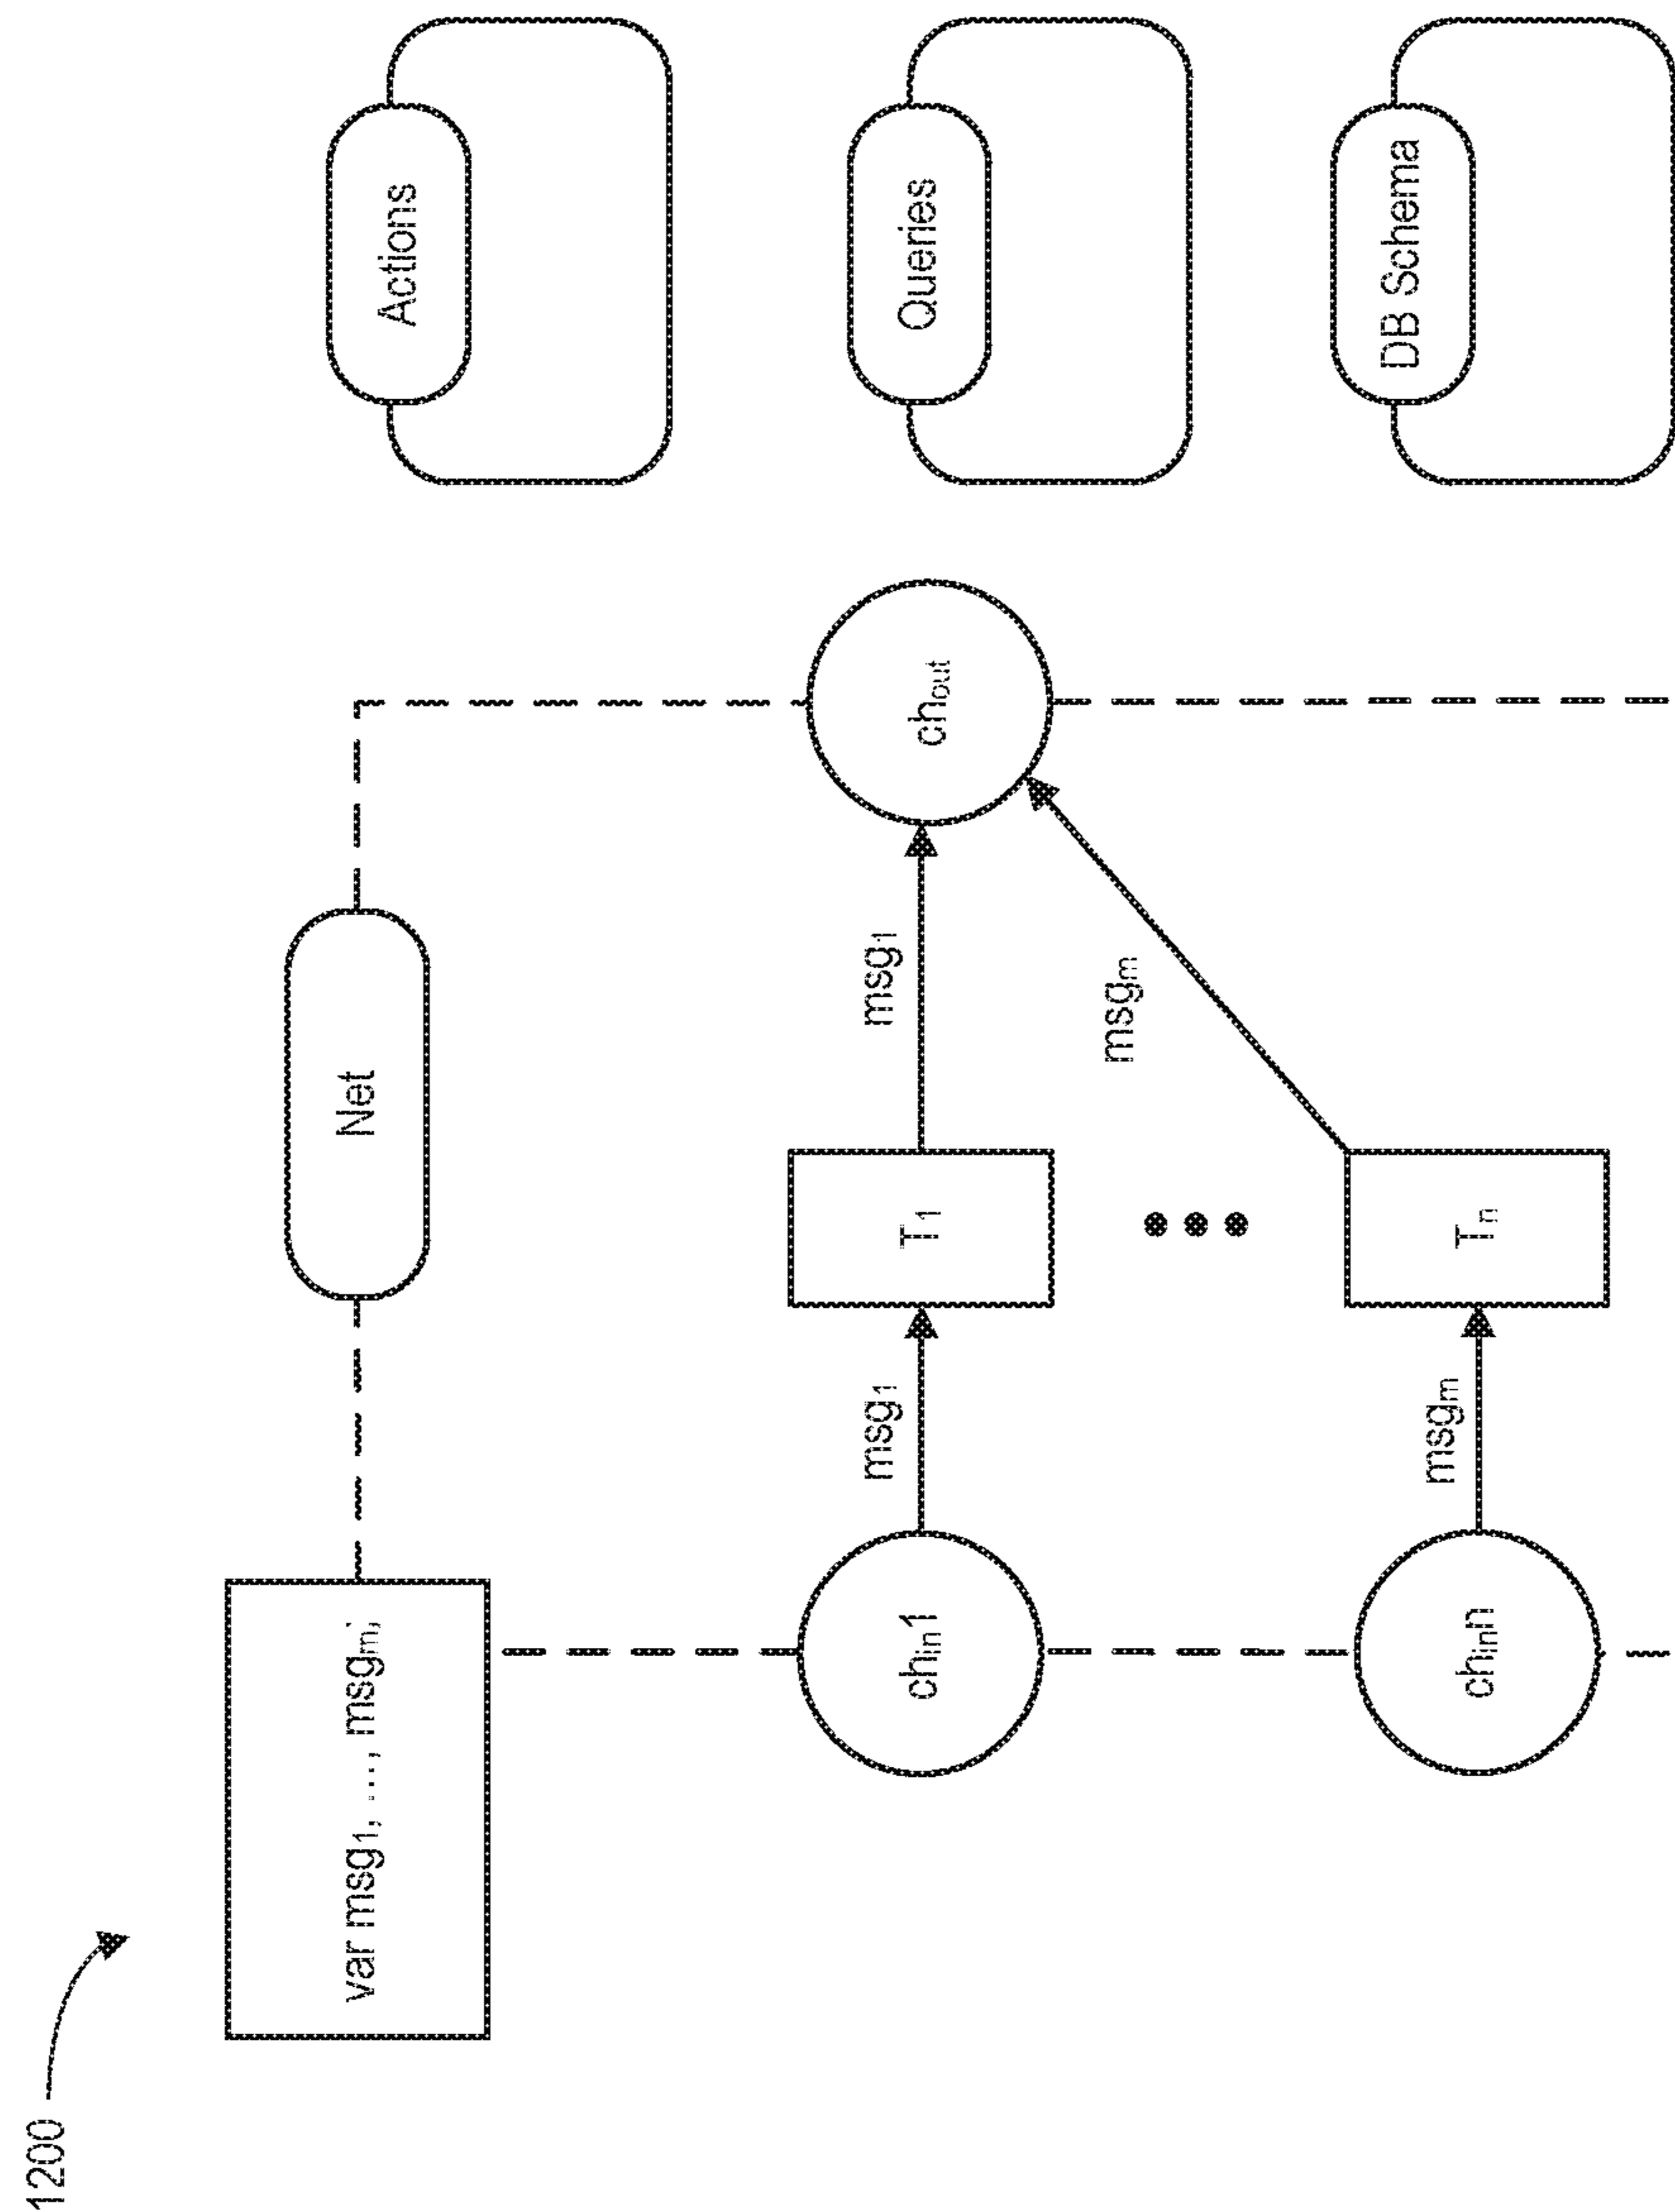 1200
var msg₁, ..., msgₘ;
Net
Actions
chᵢₙ1
msg₁
T₁
msg₁
chₒᵤₜ
Queries
msgₘ
chᵢₙn
msgₘ
Tₙ
DB Schema